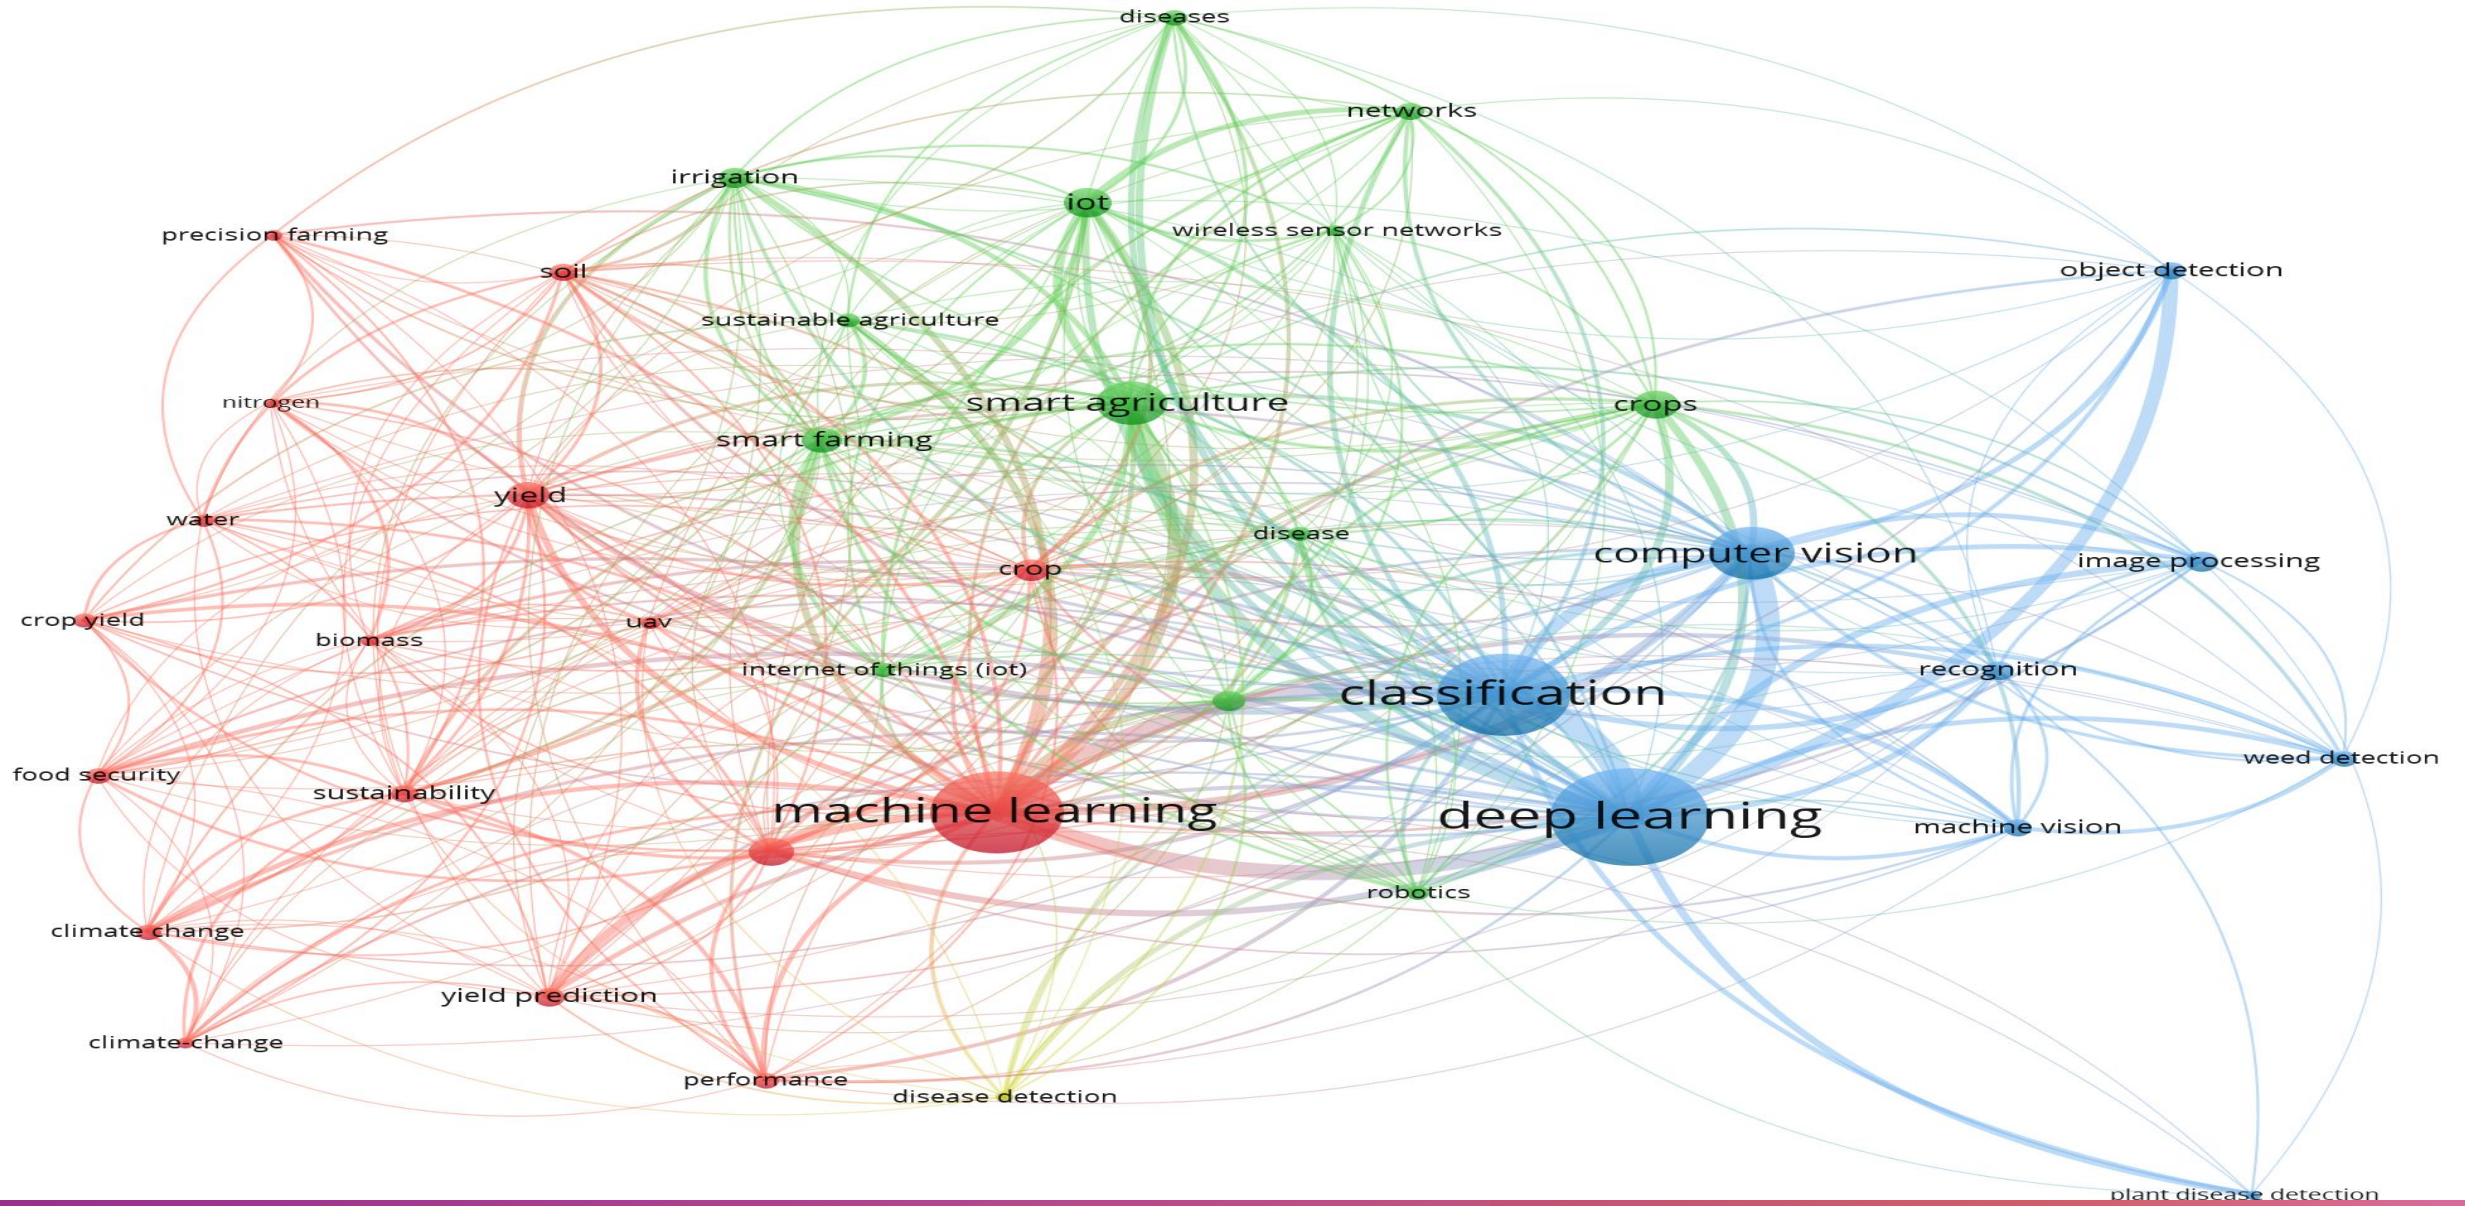 diseases
networks
irrigation
iot
wireless sensor networks
precision farming
soil
object detection
sustainable agriculture
nitrogen
smart agriculture
crops
smart farming
yield
water
disease
computer vision
image processing
crop
crop yield
uav
biomass
internet of things (iot)
recognition
classification
weed detection
food security
sustainability
machine learning
deep learning
machine vision
robotics
climate change
yield prediction
climate-change
performance
disease detection
plant disease detection